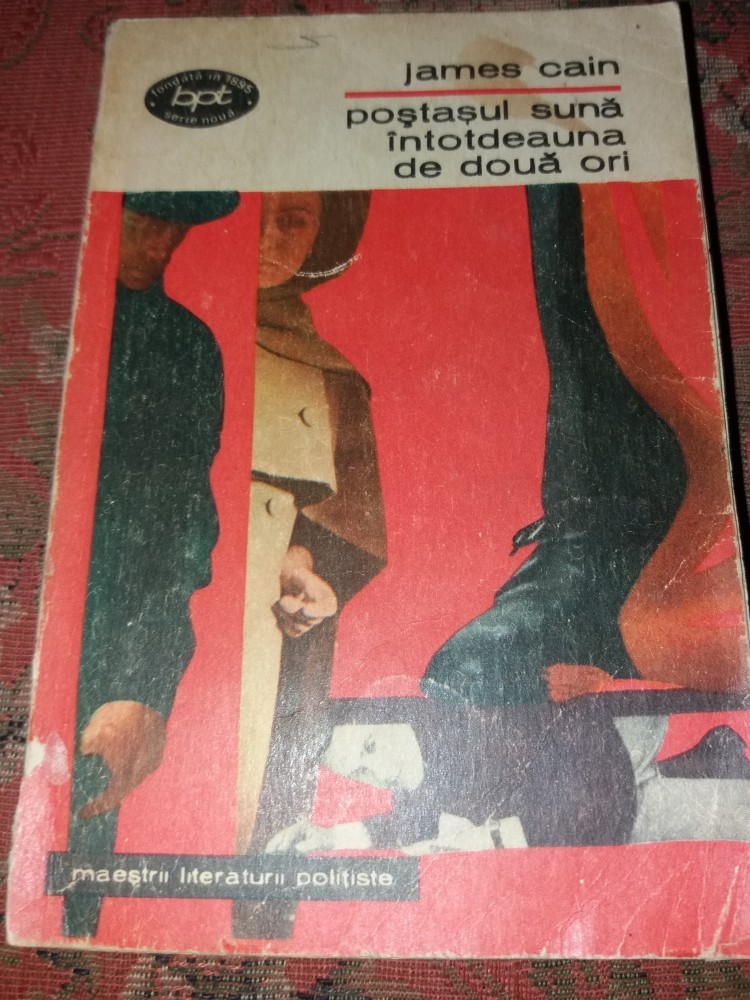 fondată în 1895
bpt
serie nouă
james cain
poştaşul sună
întotdeauna
de două ori
maeştrii literaturii poliţiste